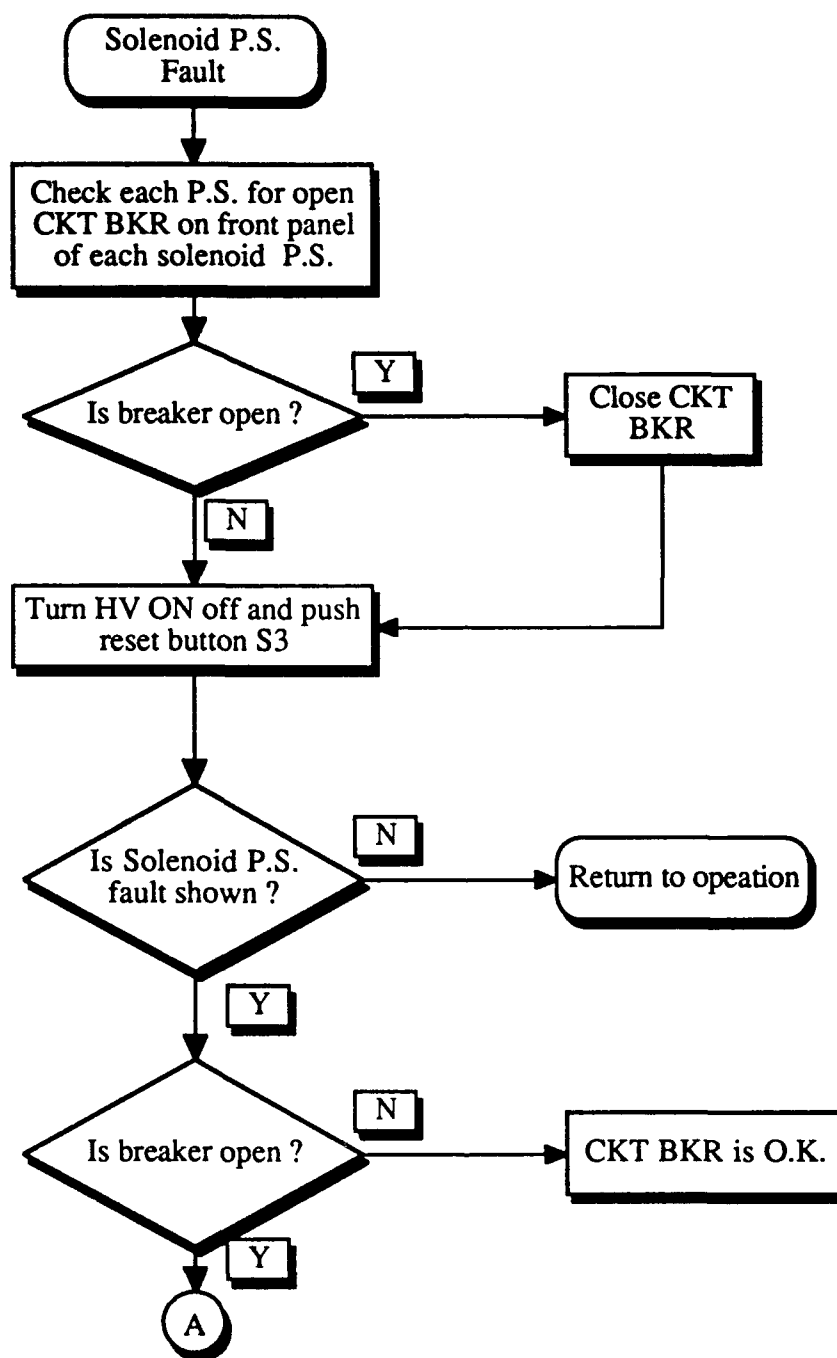 Solenoid P.S.
Fault
Check each P.S. for open
CKT BKR on front panel
of each solenoid P.S.
Is breaker open ?
Y
Close CKT
BKR
N
Turn HV ON off and push
reset button S3
Is Solenoid P.S.
fault shown ?
N
Return to opeation
Y
Is breaker open ?
N
CKT BKR is O.K.
Y
A